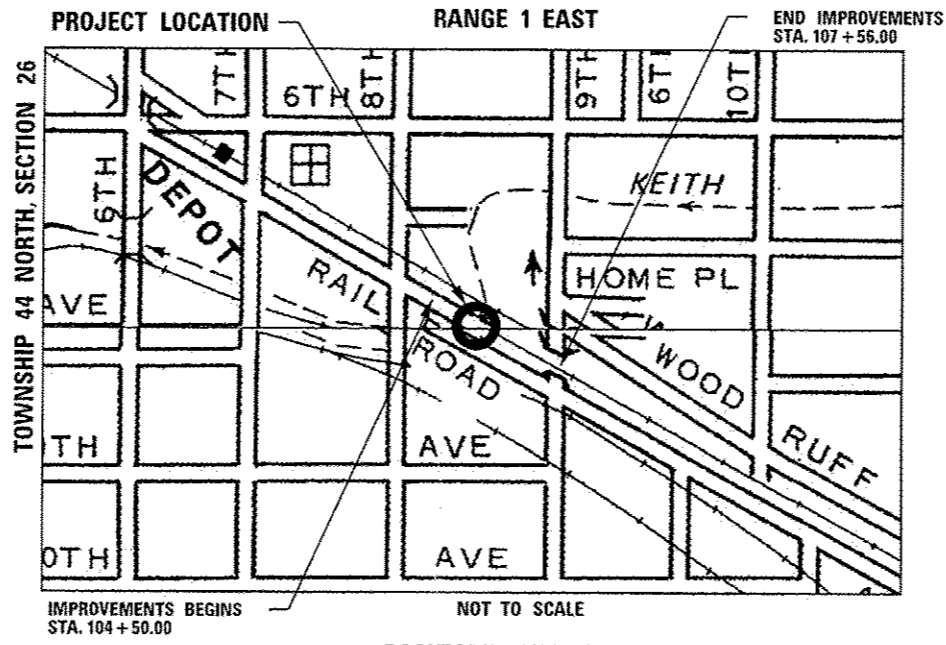 PROJECT LOCATION
RANGE 1 EAST
END IMPROVEMENTS
STA. 107 + 56.00
TOWNSHIP 44 NORTH, SECTION 26
7TH
6TH
8TH
9TH
6TH
10TH
6TH
DEPOT
KEITH
RAIL
ROAD
HOME PL
WOOD
RUFF
AVE
TH
AVE
0TH
AVE
IMPROVEMENTS BEGINS
STA. 104 + 50.00
NOT TO SCALE